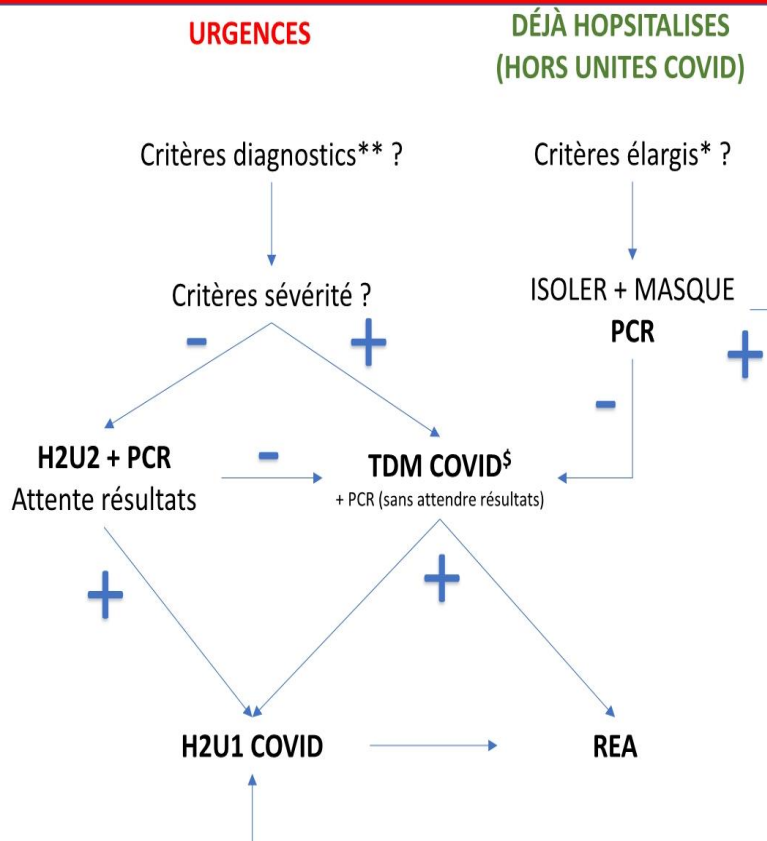 URGENCES
DÉJÀ HOPSITALISES
(HORS UNITES COVID)
Critères diagnostics** ?
Critères élargis* ?
Critères sévérité ?
ISOLER + MASQUE
PCR
-
+
+
-
H2U2 + PCR
Attente résultats
-
TDM COVID$
+ PCR (sans attendre résultats)
+
+
H2U1 COVID
REA